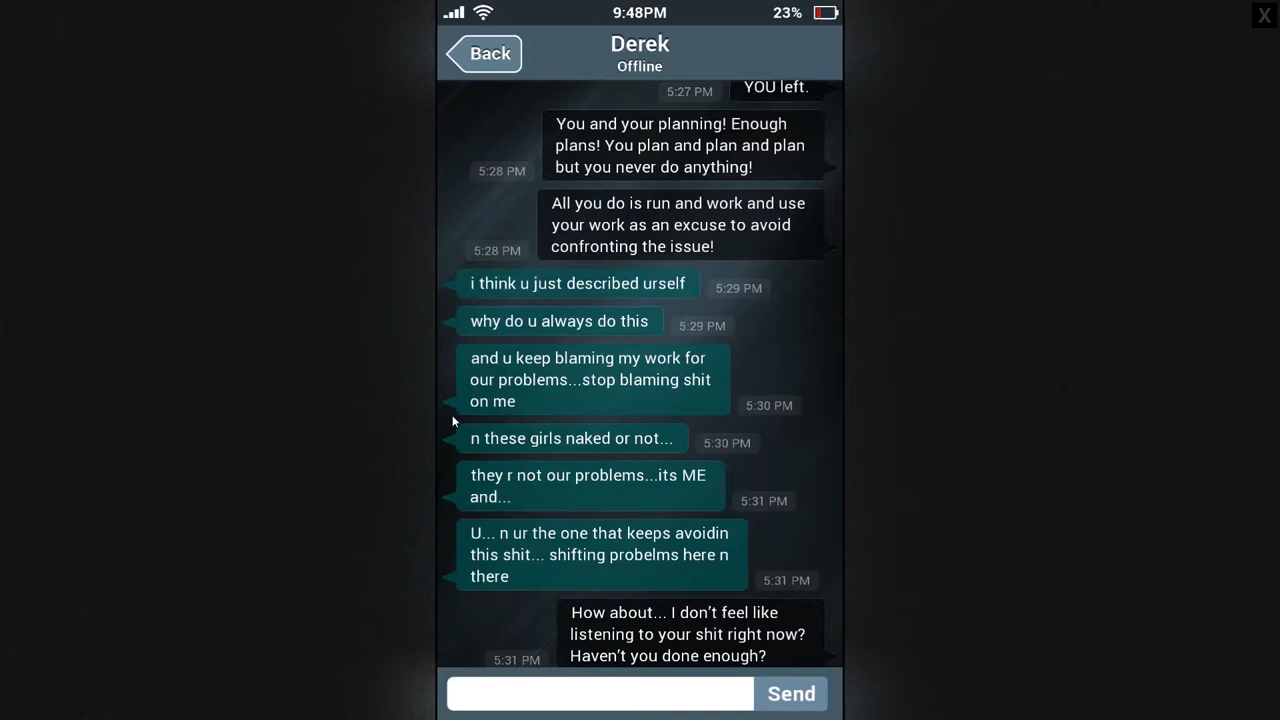 9:48PM
23%
X
Back
Derek
Offline
YOU left.
5:27 PM
You and your planning! Enough
plans! You plan and plan and plan
but you never do anything!
5:28 PM
All you do is run and work and use
your work as an excuse to avoid
confronting the issue!
5:28 PM
i think u just described urself
5:29 PM
why do u always do this
5:29 PM
and u keep blaming my work for
our problems...stop blaming shit
on me
5:30 PM
n these girls naked or not...
5:30 PM
they r not our problems...its ME
and...
5:31 PM
U... n ur the one that keeps avoidin
this shit... shifting probelms here n
there
5:31 PM
How about... I don't feel like
listening to your shit right now?
Haven't you done enough?
5:31 PM
Send